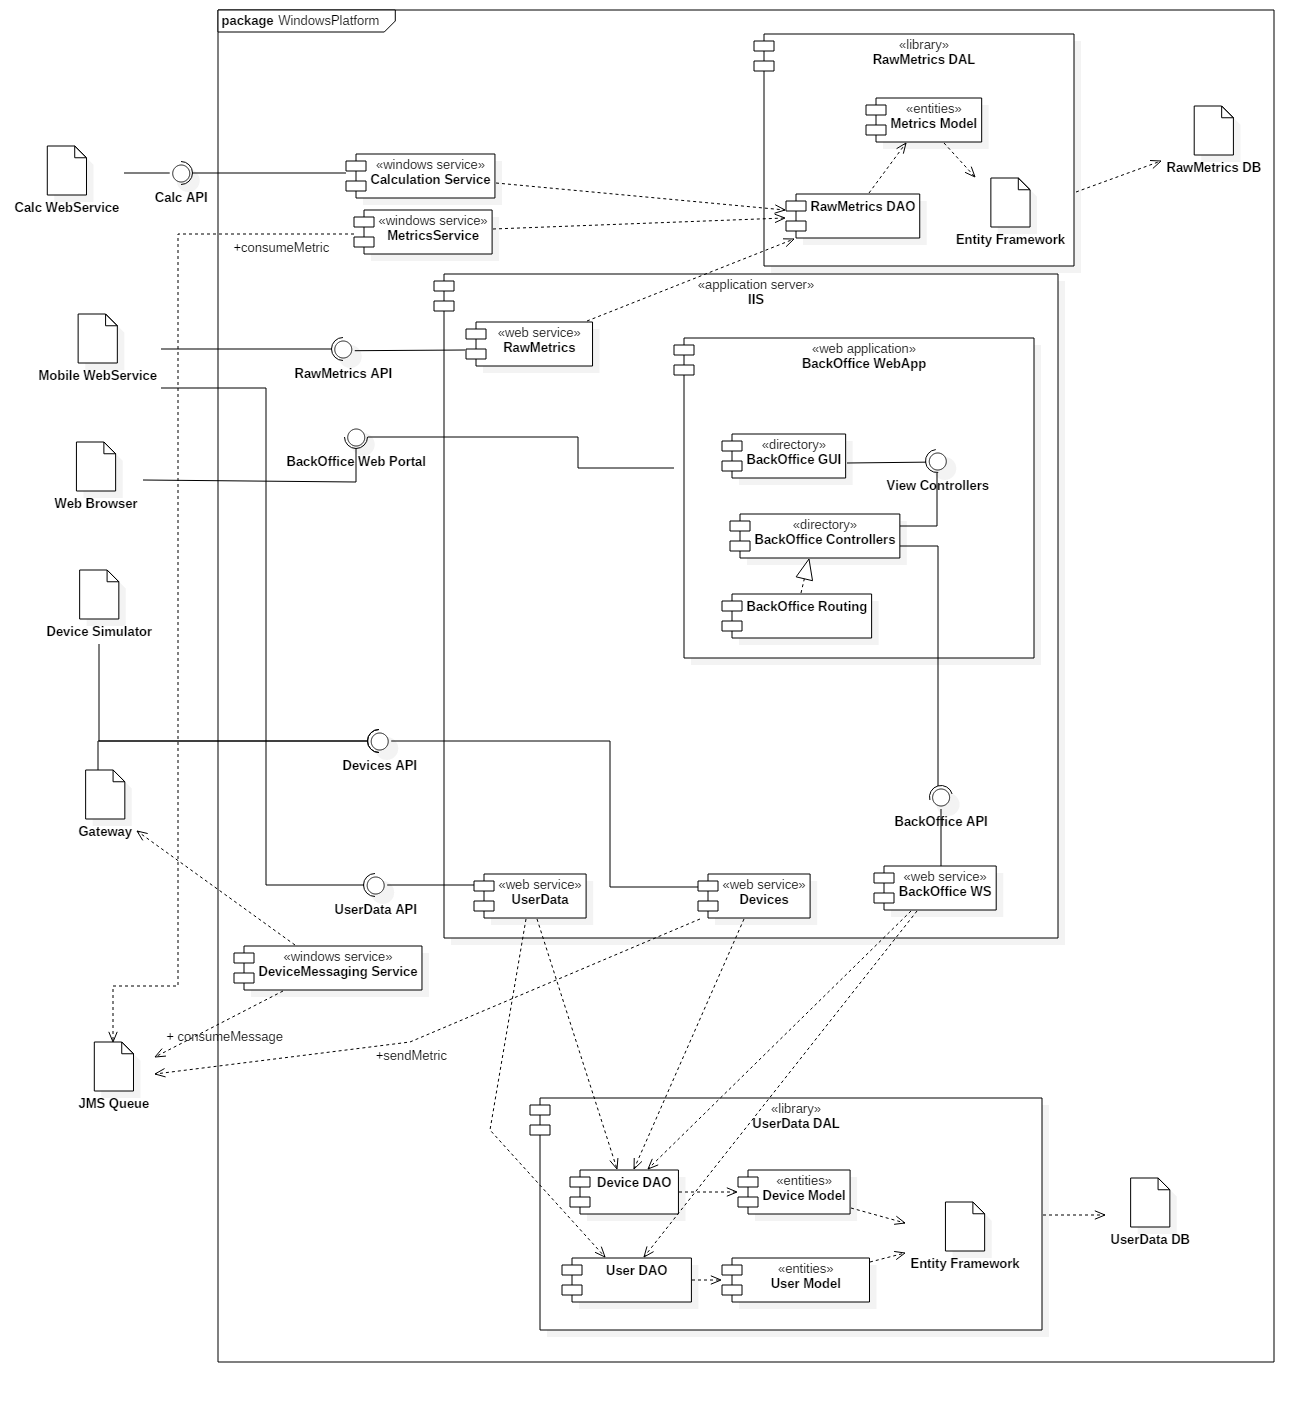 package WindowsPlatform
«library»
RawMetrics DAL
«entities»
Metrics Model
RawMetrics DB
«windows service»
Calculation Service
Calc WebService
Calc API
RawMetrics DAO
Entity Framework
«windows service»
MetricsService
+consumeMetric
«application server»
IIS
«web service»
RawMetrics
Mobile WebService
RawMetrics API
«web application»
BackOffice WebApp
«directory»
BackOffice GUI
BackOffice Web Portal
View Controllers
Web Browser
«directory»
BackOffice Controllers
BackOffice Routing
Device Simulator
Devices API
Gateway
BackOffice API
«web service»
UserData
«web service»
Devices
«web service»
BackOffice WS
UserData API
«windows service»
DeviceMessaging Service
+ consumeMessage
+sendMetric
JMS Queue
«library»
UserData DAL
Device DAO
«entities»
Device Model
UserData DB
Entity Framework
User DAO
«entities»
User Model